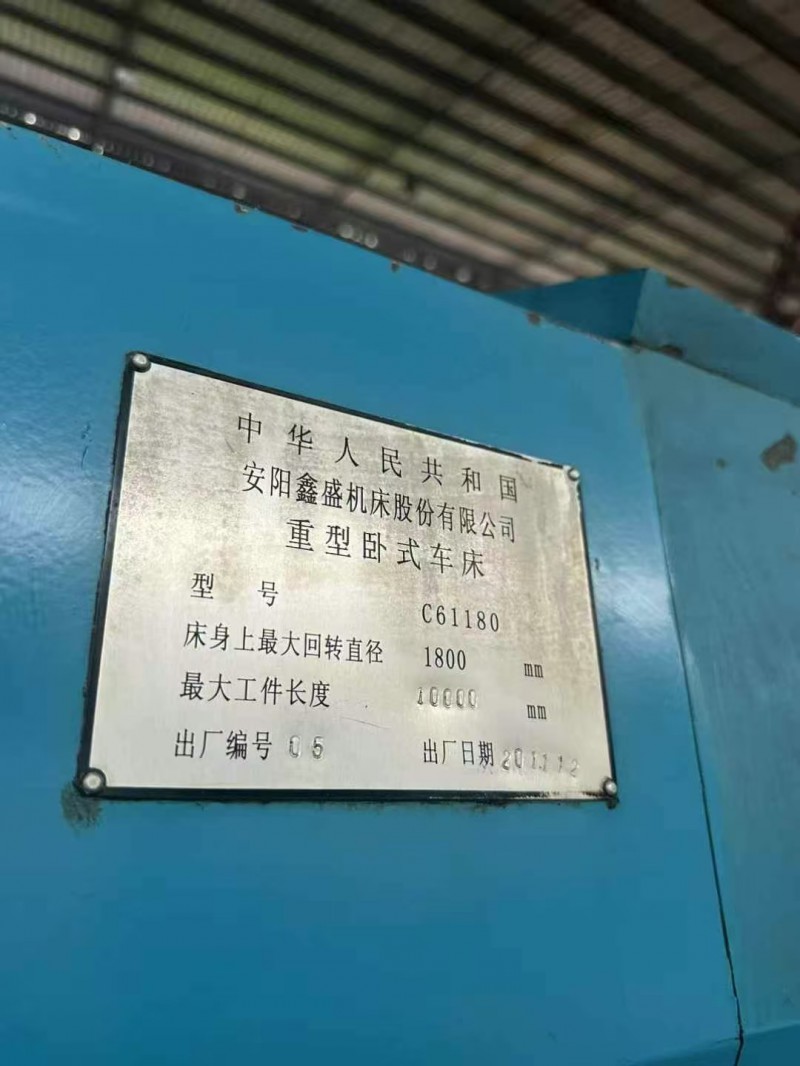 中华人民共和国
安阳鑫盛机床股份有限公司
重型卧式车床
型号 C61180
床身上最大回转直径 1800 mm
最大工件长度 10000 mm
出厂编号 05 出厂日期 2011.12